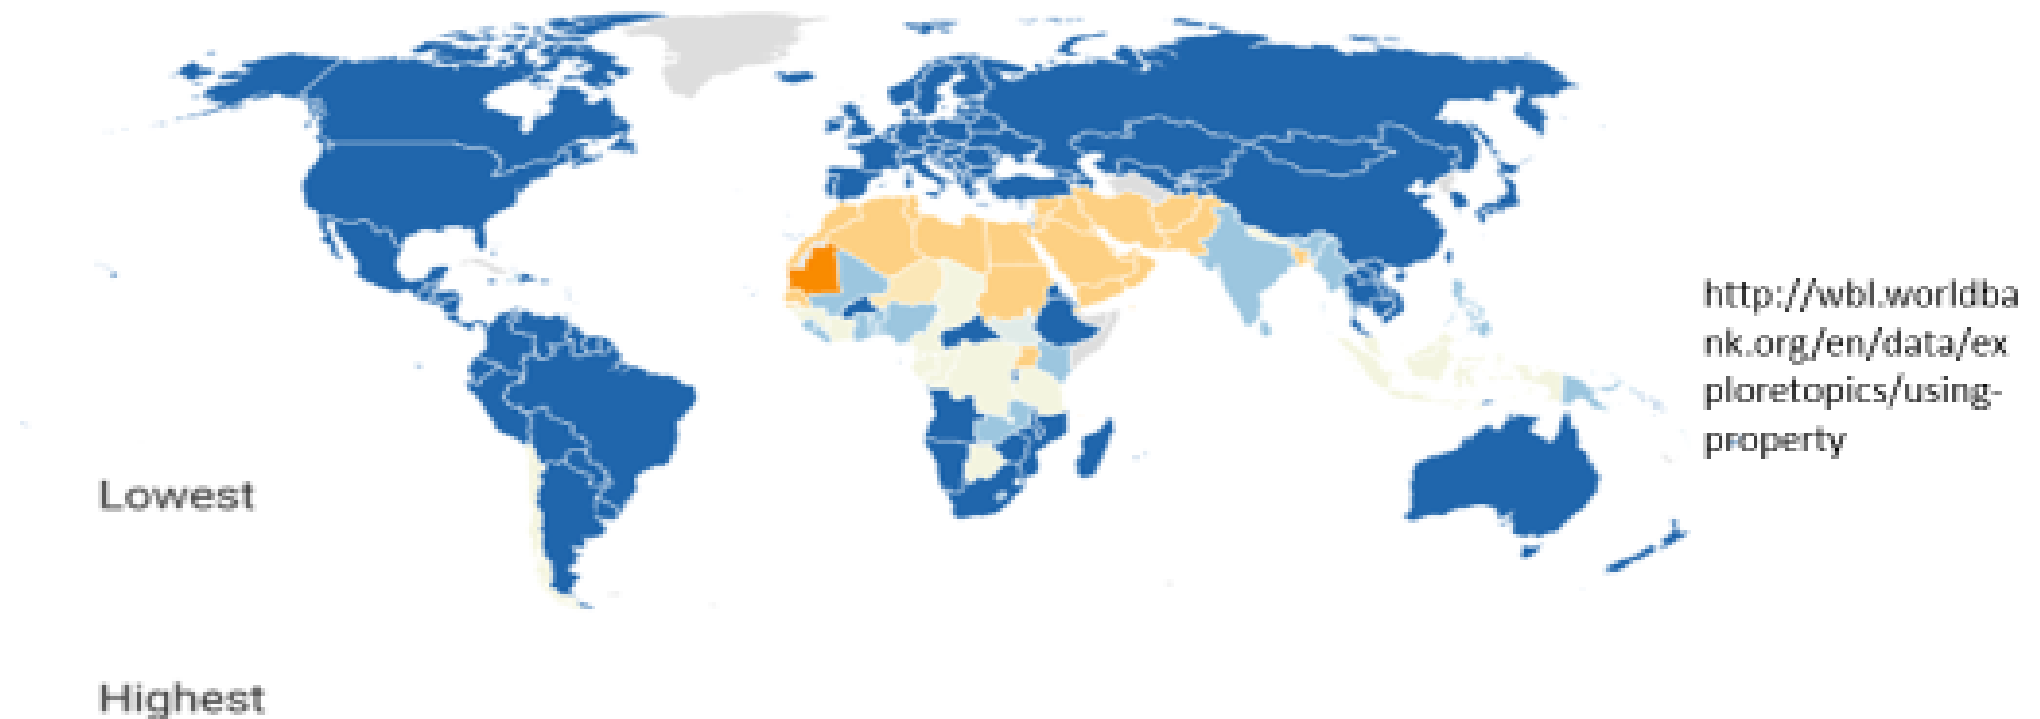 http://wbl.worldba
nk.org/en/data/ex
ploretopics/using-
property
Lowest
Highest